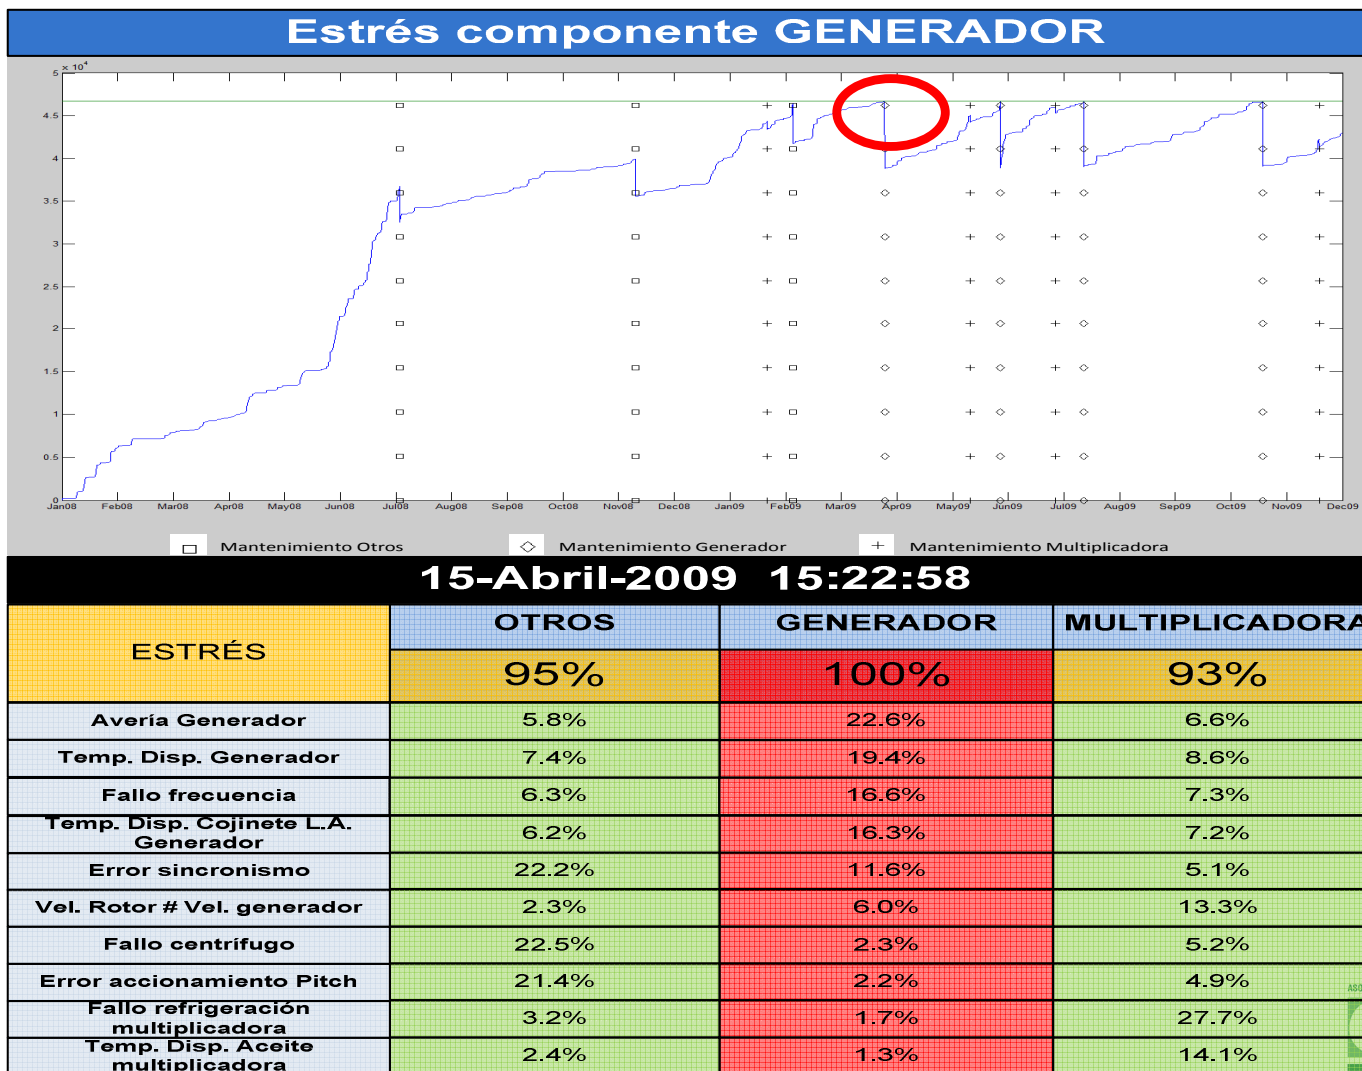 Estrés componente GENERADOR
× 10⁴
5
4.5
4
3.5
3
2.5
2
1.5
1
0.5
0
Jan08 Feb08 Mar08 Apr08 May08 Jun08 Jul08 Aug08 Sep08 Oct08 Nov08 Dec08 Jan09 Feb09 Mar09 Apr09 May09 Jun09 Jul09 Aug09 Sep09 Oct09 Nov09 Dec09
Mantenimiento Otros Mantenimiento Generador Mantenimiento Multiplicadora
15-Abril-2009 15:22:58
ESTRÉS OTROS GENERADOR MULTIPLICADORA
95% 100% 93%
Avería Generador 5.8% 22.6% 6.6%
Temp. Disp. Generador 7.4% 19.4% 8.6%
Fallo frecuencia 6.3% 16.6% 7.3%
Temp. Disp. Cojinete L.A.
Generador 6.2% 16.3% 7.2%
Error sincronismo 22.2% 11.6% 5.1%
Vel. Rotor # Vel. generador 2.3% 6.0% 13.3%
Fallo centrífugo 22.5% 2.3% 5.2%
Error accionamiento Pitch 21.4% 2.2% 4.9%
Fallo refrigeración
multiplicadora 3.2% 1.7% 27.7%
Temp. Disp. Aceite
multiplicadora 2.4% 1.3% 14.1%